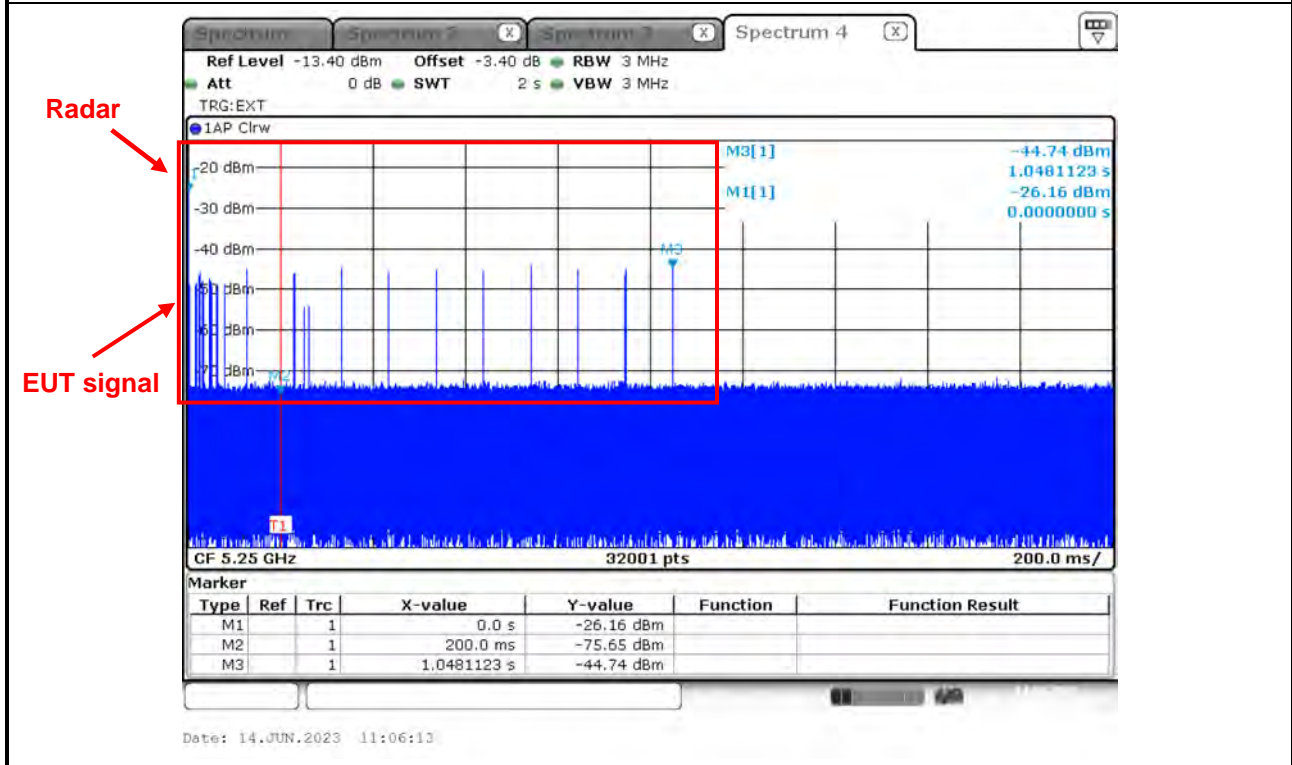 Spectrum 4
Ref Level -13.40 dBm Offset -3.40 dB RBW 3 MHz
Att 0 dB SWT 2 s VBW 3 MHz
TRG:EXT
1AP Clrw
Radar
EUT signal
M3[1] -44.74 dBm
1.0481123 s
M1[1] -26.16 dBm
0.0000000 s
-20 dBm
-30 dBm
-40 dBm
M3
dBm
dBm
dBm
M2
T1
CF 5.25 GHz 32001 pts 200.0 ms/
Marker
Type Ref Trc X-value Y-value Function Function Result
M1 1 0.0 s -26.16 dBm
M2 1 200.0 ms -75.65 dBm
M3 1 1.0481123 s -44.74 dBm
Date: 14.JUN.2023 11:06:13